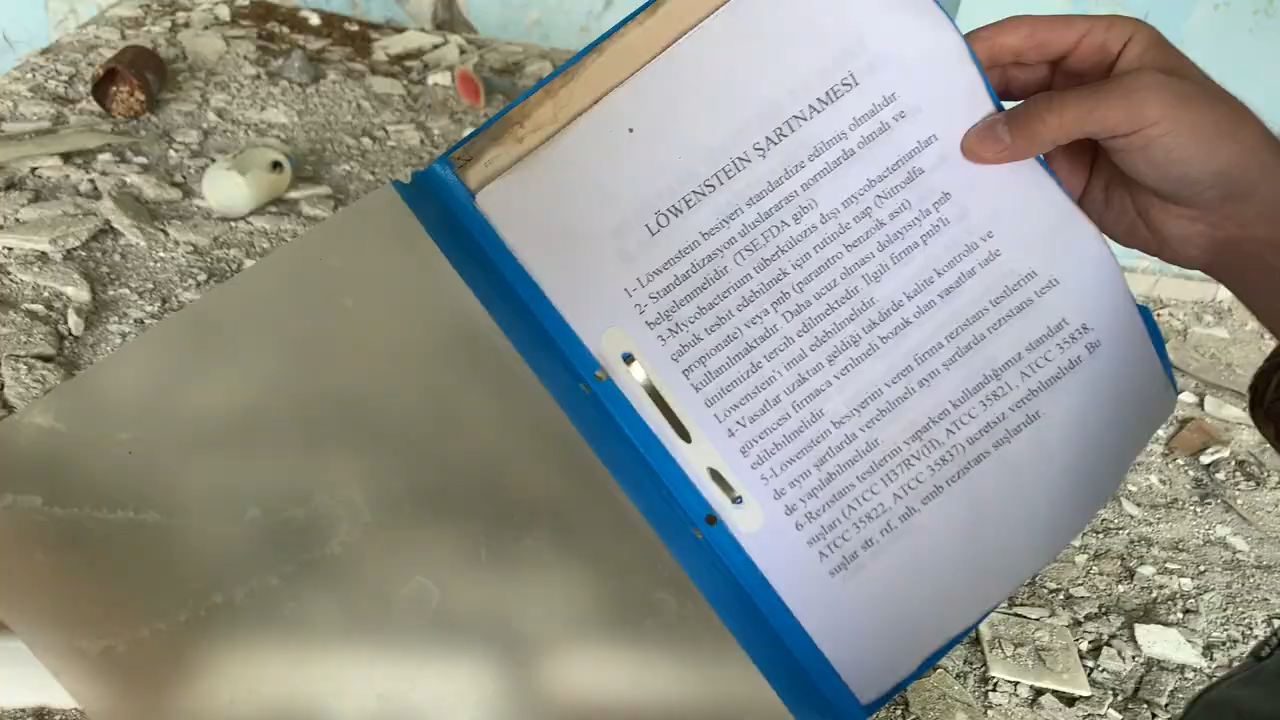 LÖWENSTEİN ŞARTNAMESİ
1- Löwenstein besiyeri standardize edilmiş olmalıdır.
2- Standardizasyon uluslararası normlarda olmalı ve
belgelenmelidir. (TSE,FDA gibi)
3-Mycobacterium tüberkülozis dışı mycobacteriumları
çabuk tesbit edebilmek için rutinde nap (Nitroalfa
propionate) veya pnb (paranitro benzoik asit)
kullanılmaktadır. Daha ucuz olması dolayısıyla pnb
ünitemizde tercih edilmektedir. İlgili firma pnb'li
Löwenstein'ı imal edebilmelidir.
4-Vasatlar uzaktan geldiği takdirde kalite kontrolü ve
güvencesi firmaca verilmeli bozuk olan vasatlar iade
edilebilmelidir.
5-Löwenstein besiyerini veren firma rezistans testlerini
de aynı şartlarda verebilmeli aynı şartlarda rezistans testi
de yapılabilmelidir.
6-Rezistans testlerini yaparken kullandığımız standart
suşları (ATCC H37RV(H), ATCC 35821, ATCC 35838,
ATCC 35822, ATCC 35837) ücretsiz verebilmelidir. Bu
suşlar str, rıf, ınh, emb rezistans suşlarıdır.